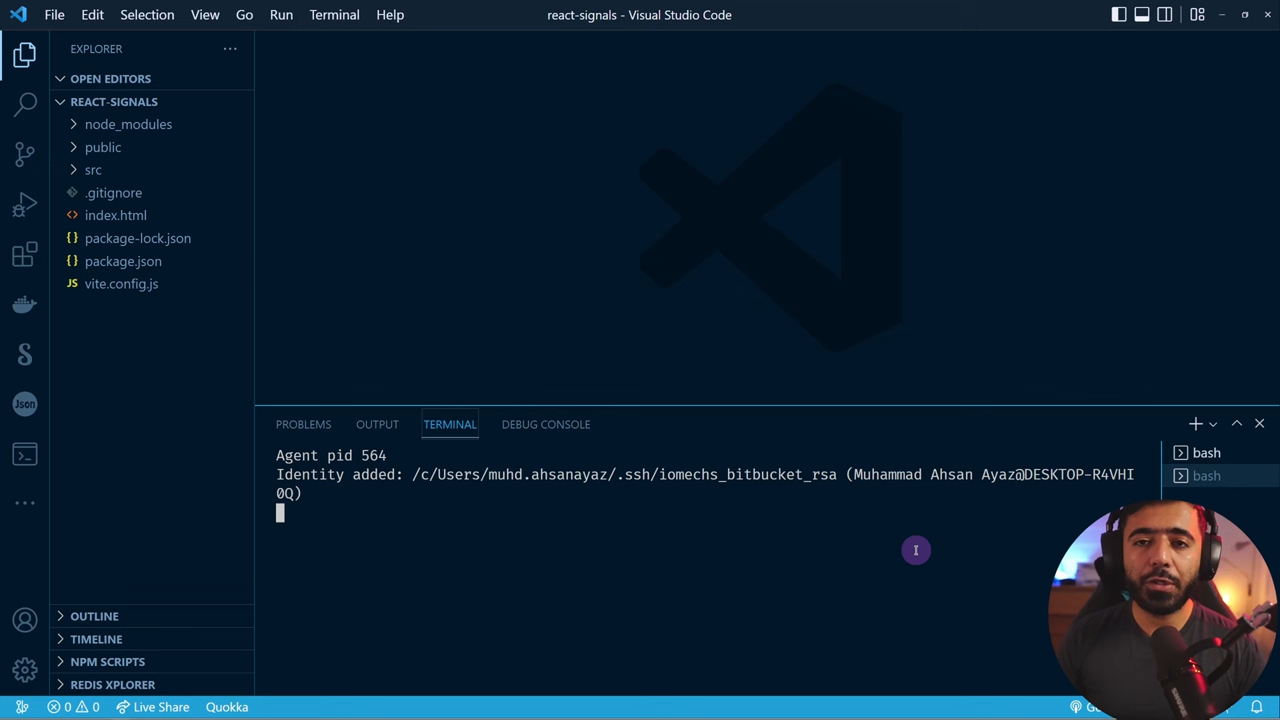 File Edit Selection View Go Run Terminal Help
react-signals - Visual Studio Code
EXPLORER
OPEN EDITORS
REACT-SIGNALS
node_modules
public
src
.gitignore
index.html
package-lock.json
package.json
vite.config.js
OUTLINE
TIMELINE
NPM SCRIPTS
REDIS XPLORER
Json
PROBLEMS OUTPUT TERMINAL DEBUG CONSOLE
Agent pid 564
Identity added: /c/Users/muhd.ahsanayaz/.ssh/iomechs_bitbucket_rsa (Muhammad Ahsan Ayaz@DESKTOP-R4VHI
0Q)
bash
bash
0 0 Live Share Quokka